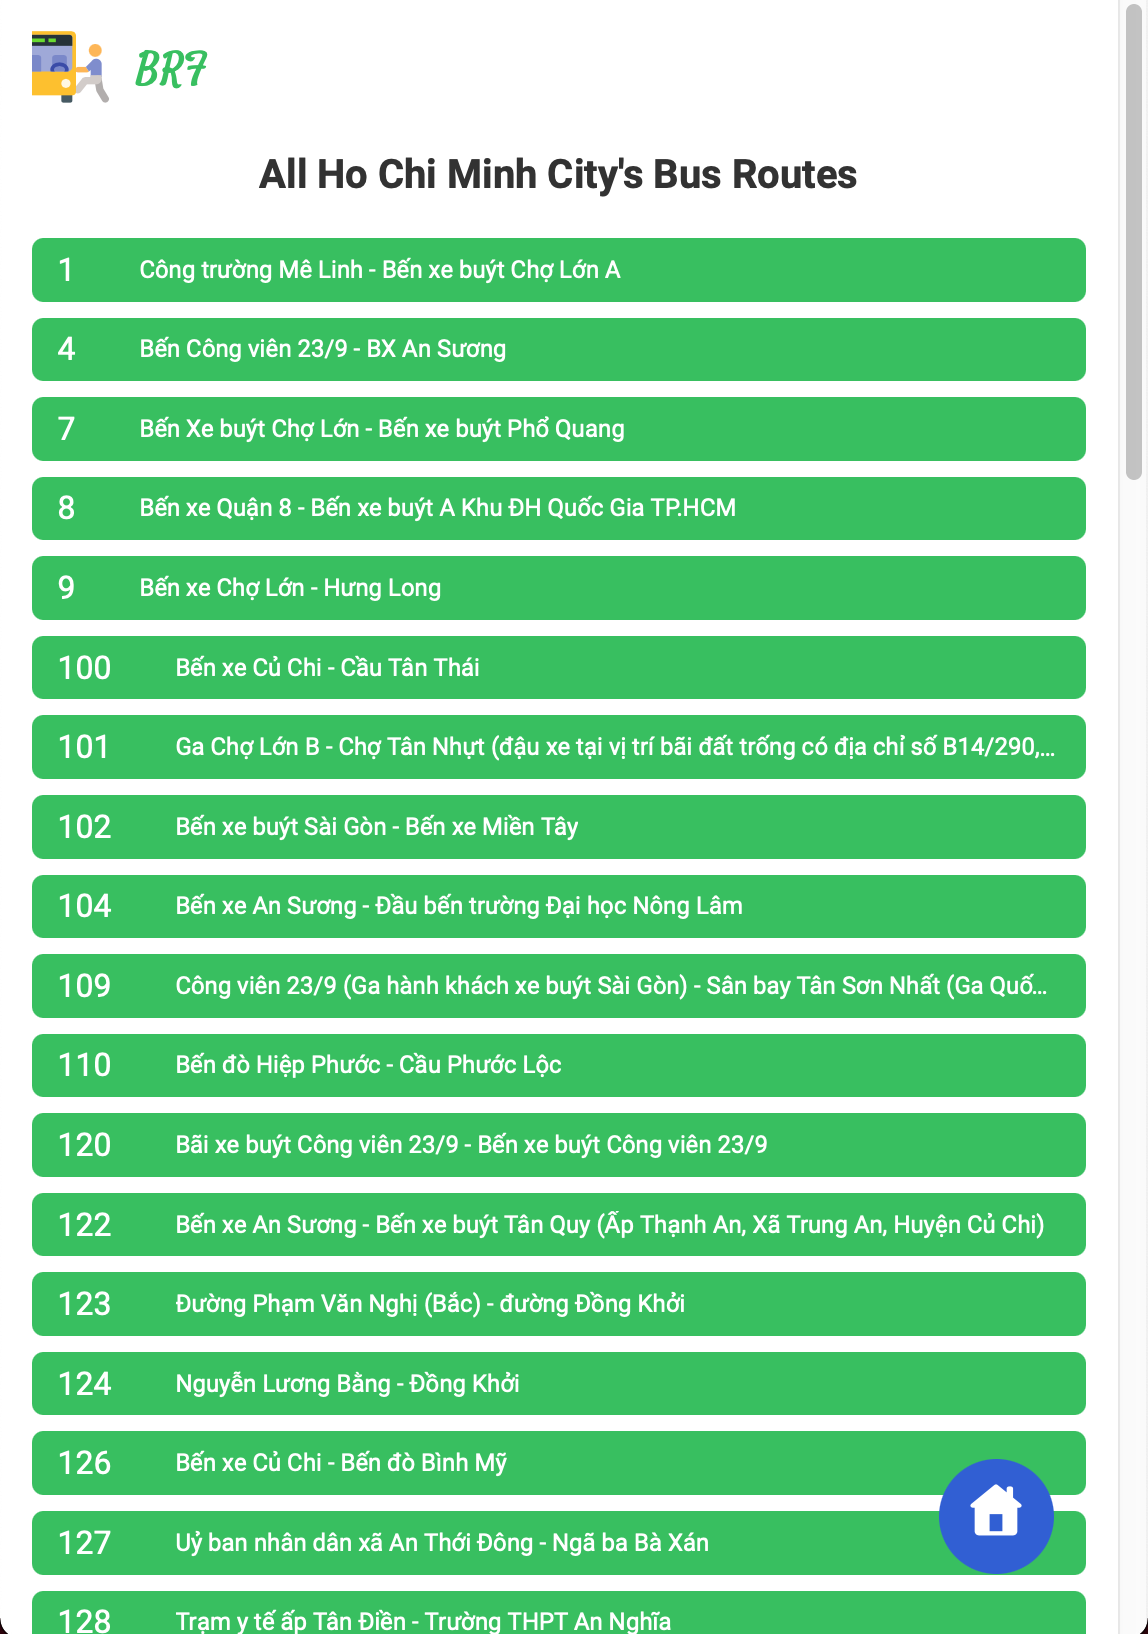 BRF
All Ho Chi Minh City's Bus Routes
1 Công trường Mê Linh - Bến xe buýt Chợ Lớn A
4 Bến Công viên 23/9 - BX An Sương
7 Bến Xe buýt Chợ Lớn - Bến xe buýt Phổ Quang
8 Bến xe Quận 8 - Bến xe buýt A Khu ĐH Quốc Gia TP.HCM
9 Bến xe Chợ Lớn - Hưng Long
100 Bến xe Củ Chi - Cầu Tân Thái
101 Ga Chợ Lớn B - Chợ Tân Nhựt (đậu xe tại vị trí bãi đất trống có địa chỉ số B14/290,...
102 Bến xe buýt Sài Gòn - Bến xe Miền Tây
104 Bến xe An Sương - Đầu bến trường Đại học Nông Lâm
109 Công viên 23/9 (Ga hành khách xe buýt Sài Gòn) - Sân bay Tân Sơn Nhất (Ga Quố...
110 Bến đò Hiệp Phước - Cầu Phước Lộc
120 Bãi xe buýt Công viên 23/9 - Bến xe buýt Công viên 23/9
122 Bến xe An Sương - Bến xe buýt Tân Quy (Ấp Thạnh An, Xã Trung An, Huyện Củ Chi)
123 Đường Phạm Văn Nghị (Bắc) - đường Đồng Khởi
124 Nguyễn Lương Bằng - Đồng Khởi
126 Bến xe Củ Chi - Bến đò Bình Mỹ
127 Uỷ ban nhân dân xã An Thới Đông - Ngã ba Bà Xán
128 Trạm y tế ấp Tân Điền - Trường THPT An Nghĩa